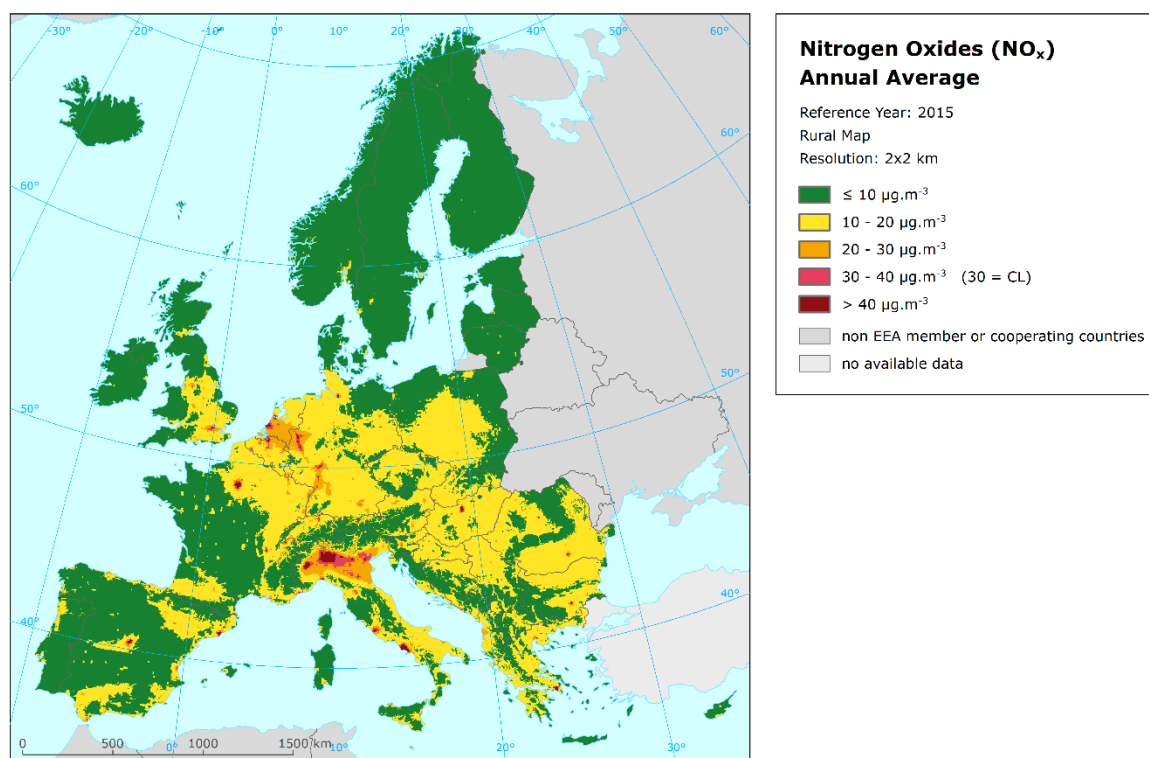 -30°
-20°
-10°
0°
10°
20°
30°
40°
50°
60°
60°
60°
50°
50°
40°
40°
0°
10°
20°
30°
0
500
1000
1500 km
Nitrogen Oxides (NOₓ)
Annual Average
Reference Year: 2015
Rural Map
Resolution: 2x2 km
≤ 10 µg.m⁻³
10 - 20 µg.m⁻³
20 - 30 µg.m⁻³
30 - 40 µg.m⁻³ (30 = CL)
> 40 µg.m⁻³
non EEA member or cooperating countries
no available data